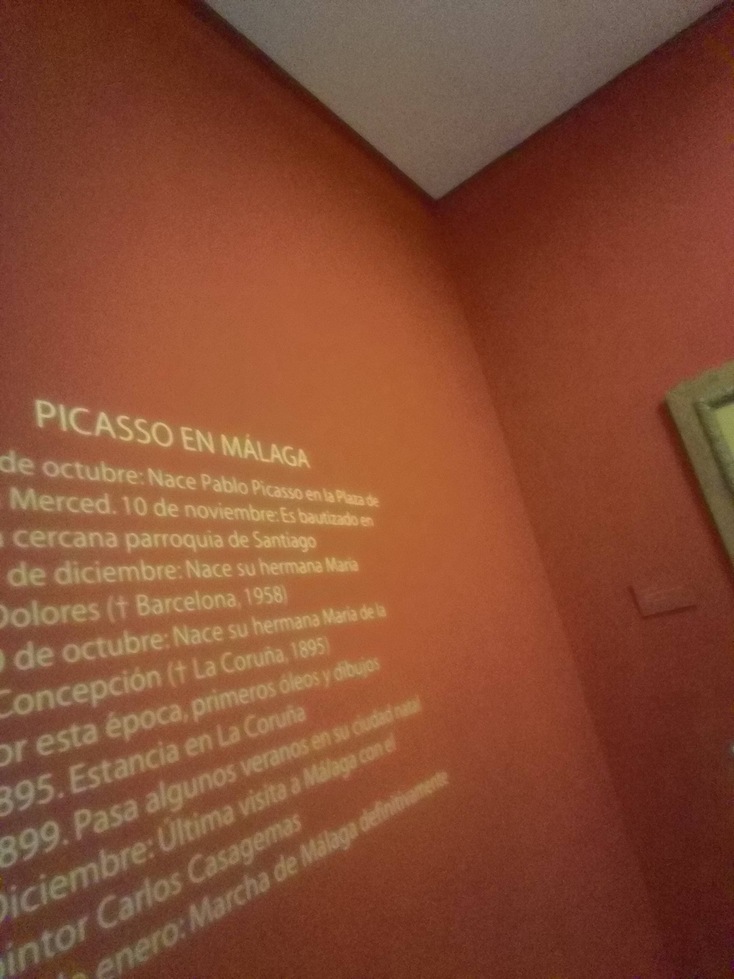 PICASSO EN MÁLAGA
de octubre: Nace Pablo Picasso en la Plaza de
Merced. 10 de noviembre: Es bautizado en
cercana parroquia de Santiago
de diciembre: Nace su hermana María
Dolores († Barcelona, 1958)
de octubre: Nace su hermana María de la
Concepción († La Coruña, 1895)
or esta época, primeros óleos y dibujos
895. Estancia en La Coruña
899. Pasa algunos veranos en su ciudad natal
Diciembre: Última visita a Málaga con el
pintor Carlos Casagemas
enero: Marcha de Málaga definitivamente